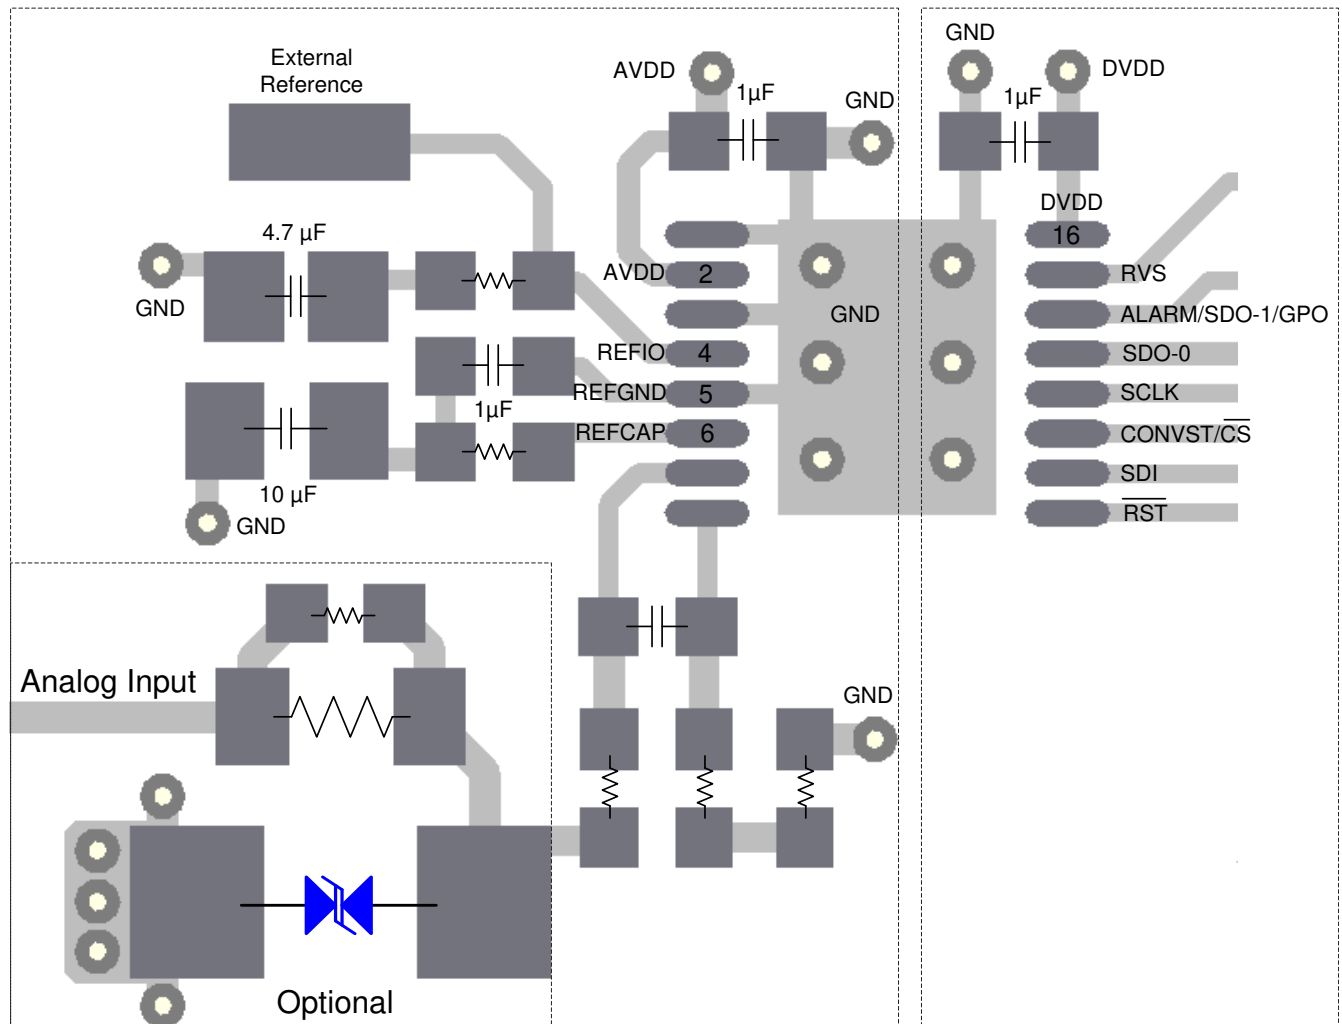 GND
External
Reference
AVDD
DVDD
1µF
1µF
GND
DVDD
4.7 µF
16
AVDD
2
RVS
GND
GND
ALARM/SDO-1/GPO
REFIO
4
SDO-0
REFGND
5
SCLK
1µF
REFCAP
6
CONVST/C̅S̅
SDI
10 µF
R̅S̅T̅
GND
Analog Input
GND
Optional